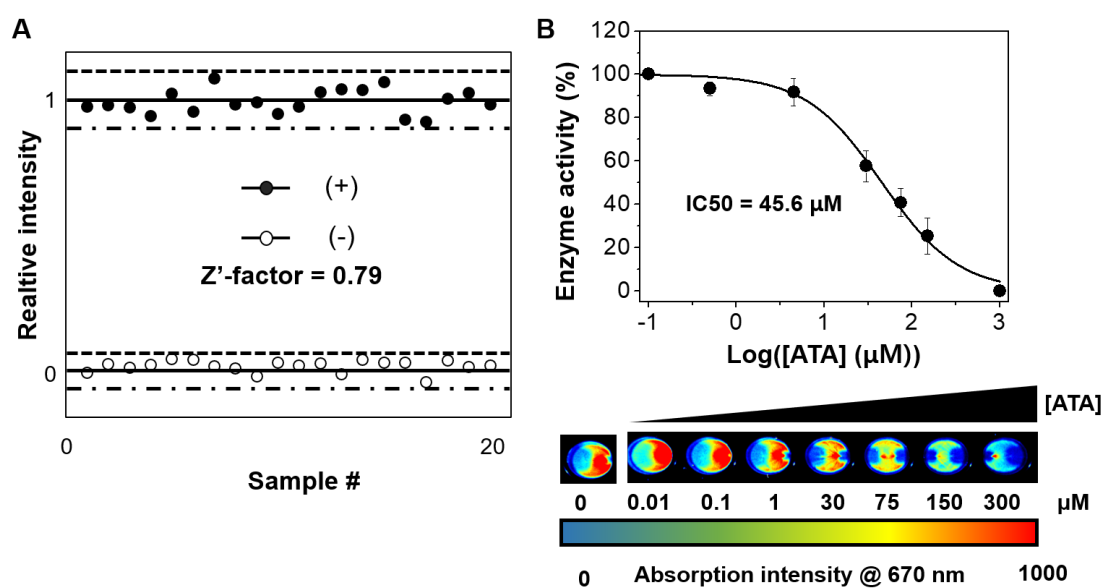 A
1
Realtive intensity
(+)
(-)
Z’-factor = 0.79
0
0
20
Sample #
B
120
100
80
60
40
20
0
Enzyme activity (%)
IC50 = 45.6 μM
-1
0
1
2
3
Log([ATA] (μM))
[ATA]
0
0.01
0.1
1
30
75
150
300
μM
0
Absorption intensity @ 670 nm
1000